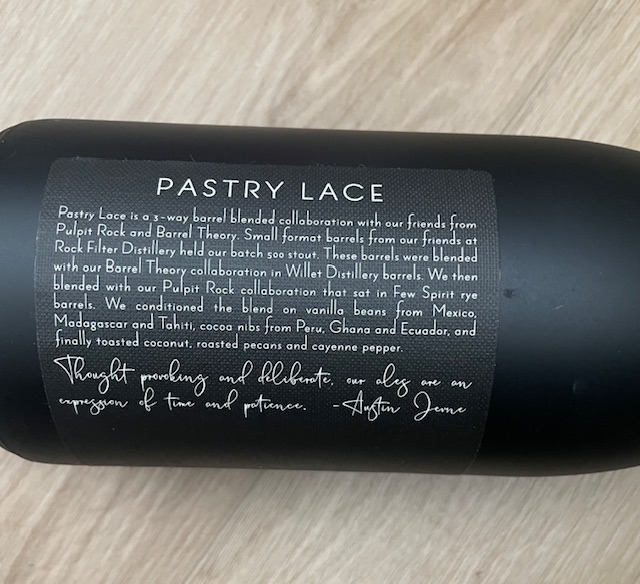 PASTRY LACE
Pastry Lace is a 3-way barrel blended collaboration with our friends from
Pulpit Rock and Barrel Theory. Small format barrels from our friends at
Rock Filter Distillery held our batch 500 stout. These barrels were blended
with our Barrel Theory collaboration in Willet Distillery barrels. We then
blended with our Pulpit Rock collaboration that sat in Few Spirit rye
barrels. We conditioned the blend on vanilla beans from Mexico,
Madagascar and Tahiti, cocoa nibs from Peru, Ghana and Ecuador, and
finally toasted coconut, roasted pecans and cayenne pepper.
Thought provoking and deliberate, our ales are an
expression of time and patience. -Austin Jevne